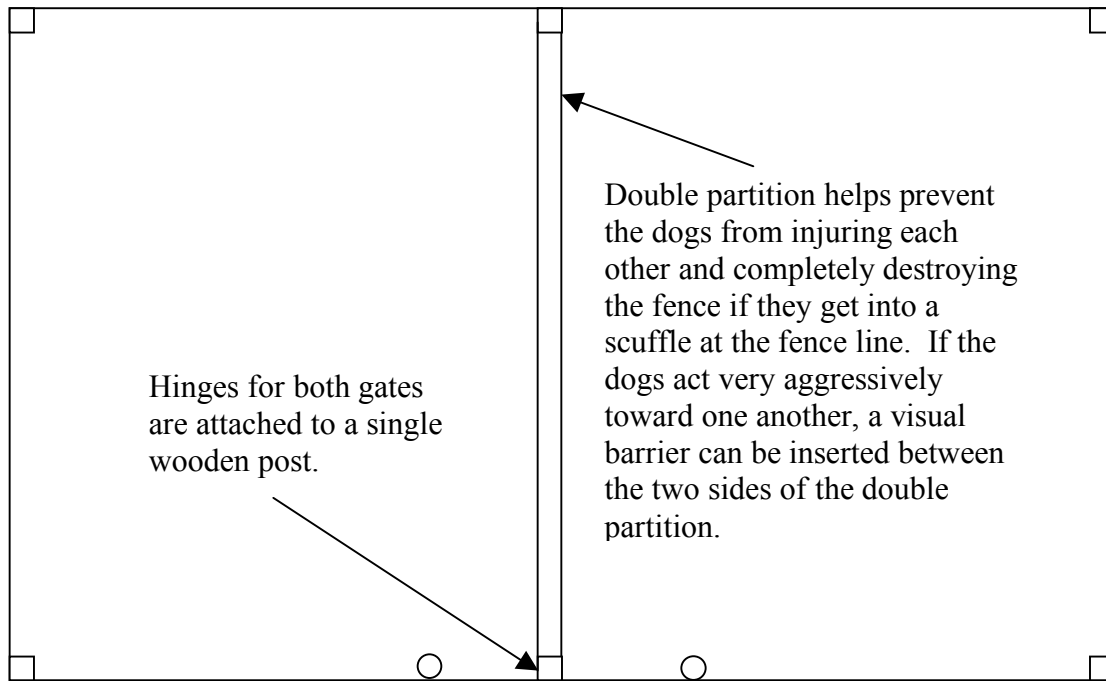 Double partition helps prevent
the dogs from injuring each
other and completely destroying
the fence if they get into a
scuffle at the fence line.  If the
dogs act very aggressively
toward one another, a visual
barrier can be inserted between
the two sides of the double
partition.
Hinges for both gates
are attached to a single
wooden post.